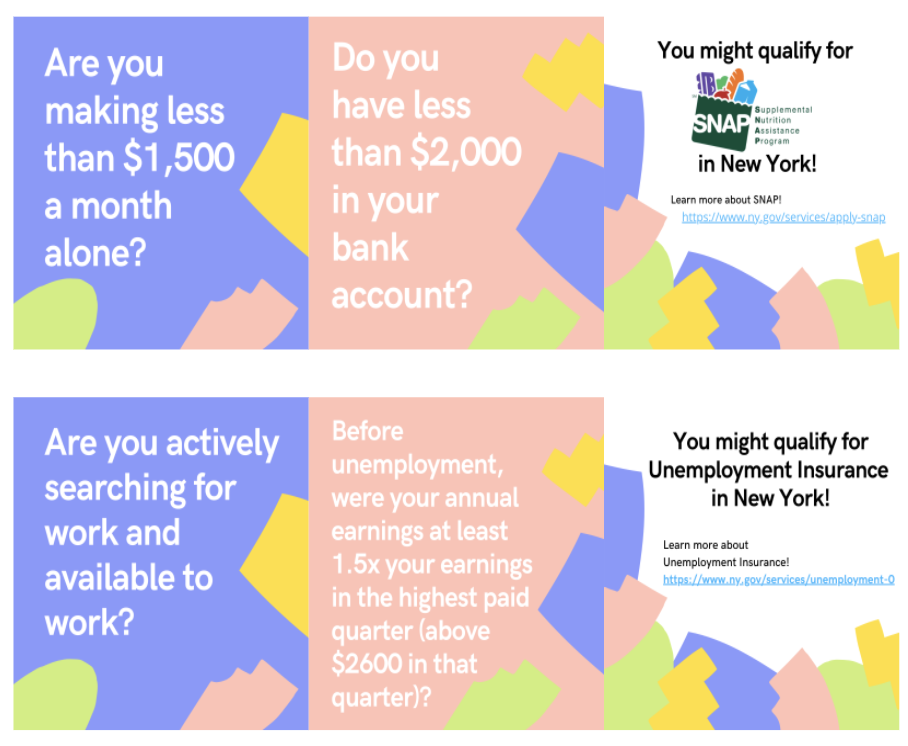 Are you
making less
than $1,500
a month
alone?
Do you
have less
than $2,000
in your
bank
account?
You might qualify for
SNAP
Supplemental
Nutrition
Assistance
Program
in New York!
Learn more about SNAP!
https://www.ny.gov/services/apply-snap
Are you actively
searching for
work and
available to
work?
Before
unemployment,
were your annual
earnings at least
1.5x your earnings
in the highest paid
quarter (above
$2600 in that
quarter)?
You might qualify for
Unemployment Insurance
in New York!
Learn more about
Unemployment Insurance!
https://www.ny.gov/services/unemployment-0